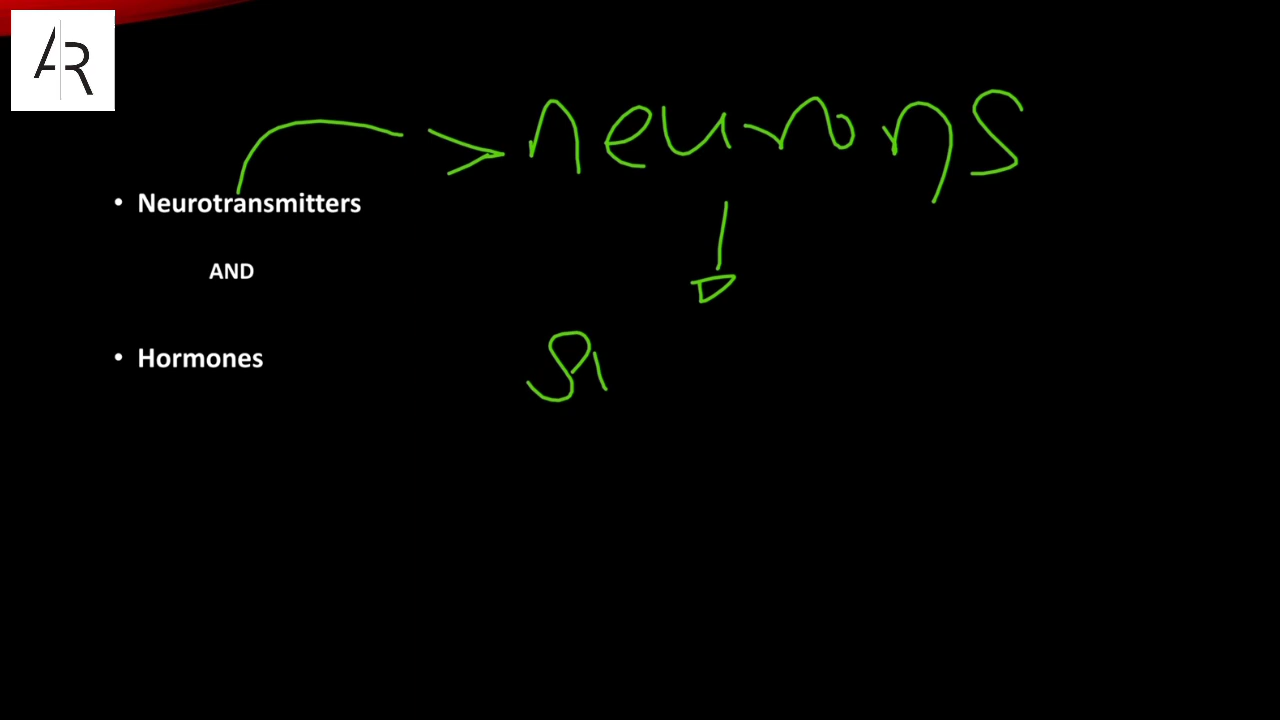 AR
neurons
• Neurotransmitters
AND
• Hormones